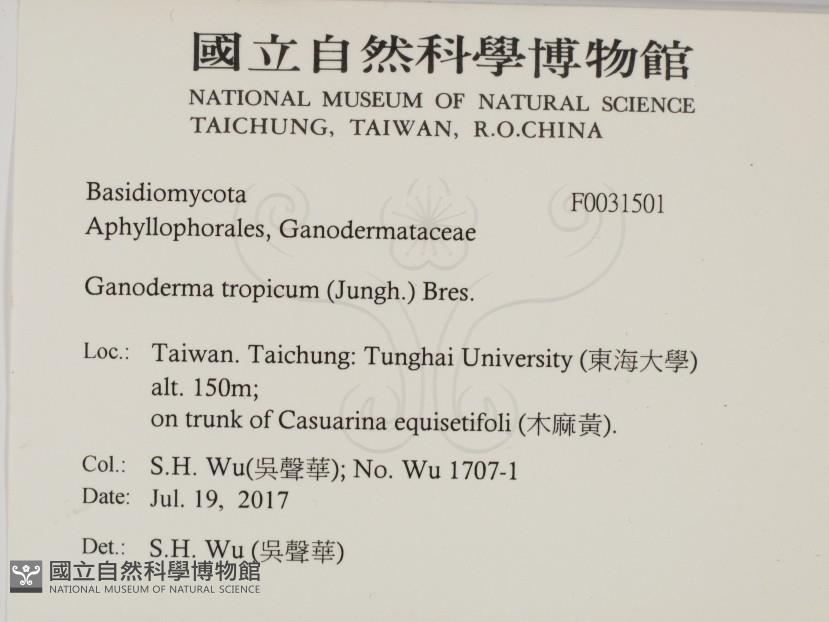 國立自然科學博物館
NATIONAL MUSEUM OF NATURAL SCIENCE
TAICHUNG, TAIWAN, R.O.CHINA
Basidiomycota F0031501
Aphyllophorales, Ganodermataceae
Ganoderma tropicum (Jungh.) Bres.
Loc.: Taiwan. Taichung: Tunghai University (東海大學)
alt. 150m;
on trunk of Casuarina equisetifoli (木麻黃).
Col.: S.H. Wu(吳聲華); No. Wu 1707-1
Date: Jul. 19, 2017
Det.: S.H. Wu (吳聲華)
國立自然科學博物館
NATIONAL MUSEUM OF NATURAL SCIENCE